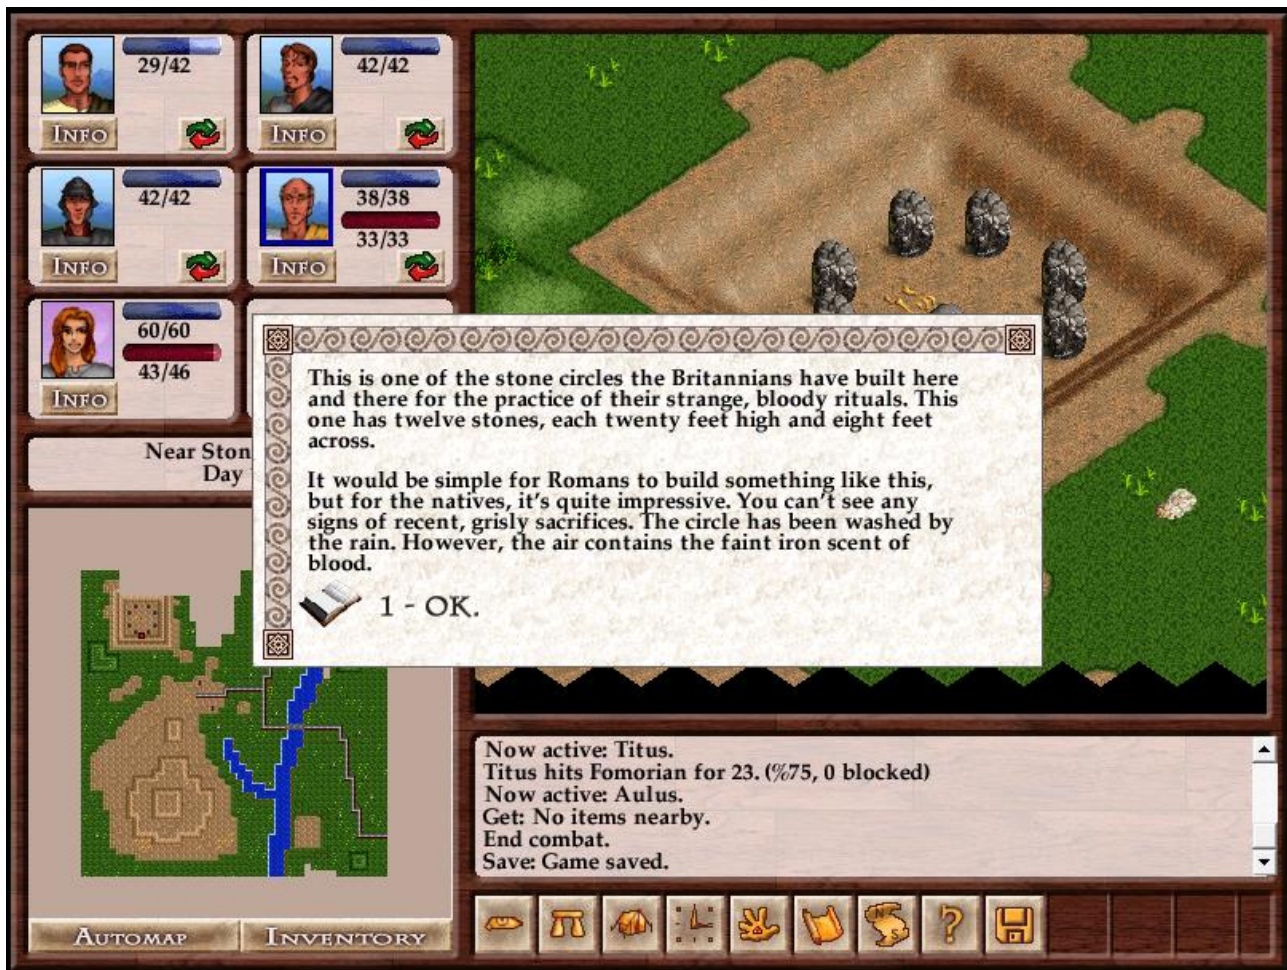 29/42
42/42
INFO
INFO
42/42
38/38
33/33
INFO
INFO
60/60
43/46
INFO
Near Ston
Day
This is one of the stone circles the Britannians have built here
and there for the practice of their strange, bloody rituals. This
one has twelve stones, each twenty feet high and eight feet
across.
It would be simple for Romans to build something like this,
but for the natives, it's quite impressive. You can't see any
signs of recent, grisly sacrifices. The circle has been washed by
the rain. However, the air contains the faint iron scent of
blood.
1 - OK.
Now active: Titus.
Titus hits Fomorian for 23. (%75, 0 blocked)
Now active: Aulus.
Get: No items nearby.
End combat.
Save: Game saved.
AUTOMAP
INVENTORY
N
S
?